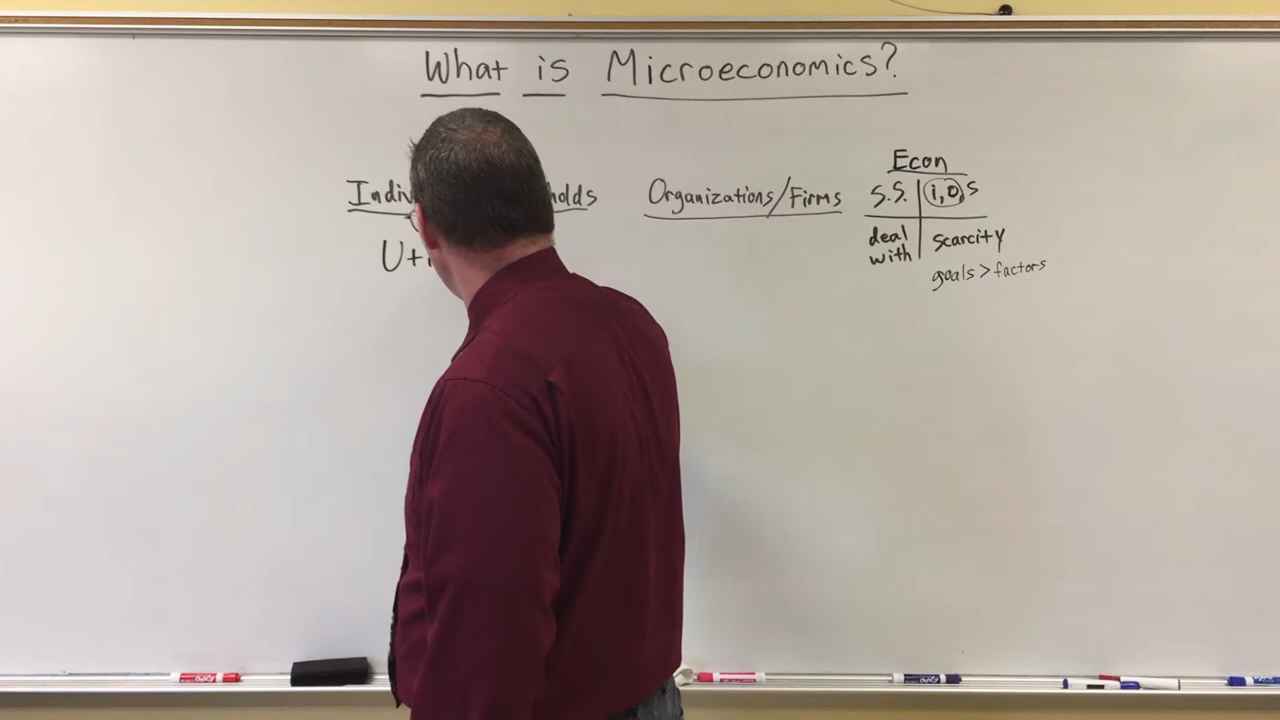 What is Microeconomics?
Econ
Organizations/Firms
S.S. i,o,s
deal with scarcity
goals > factors